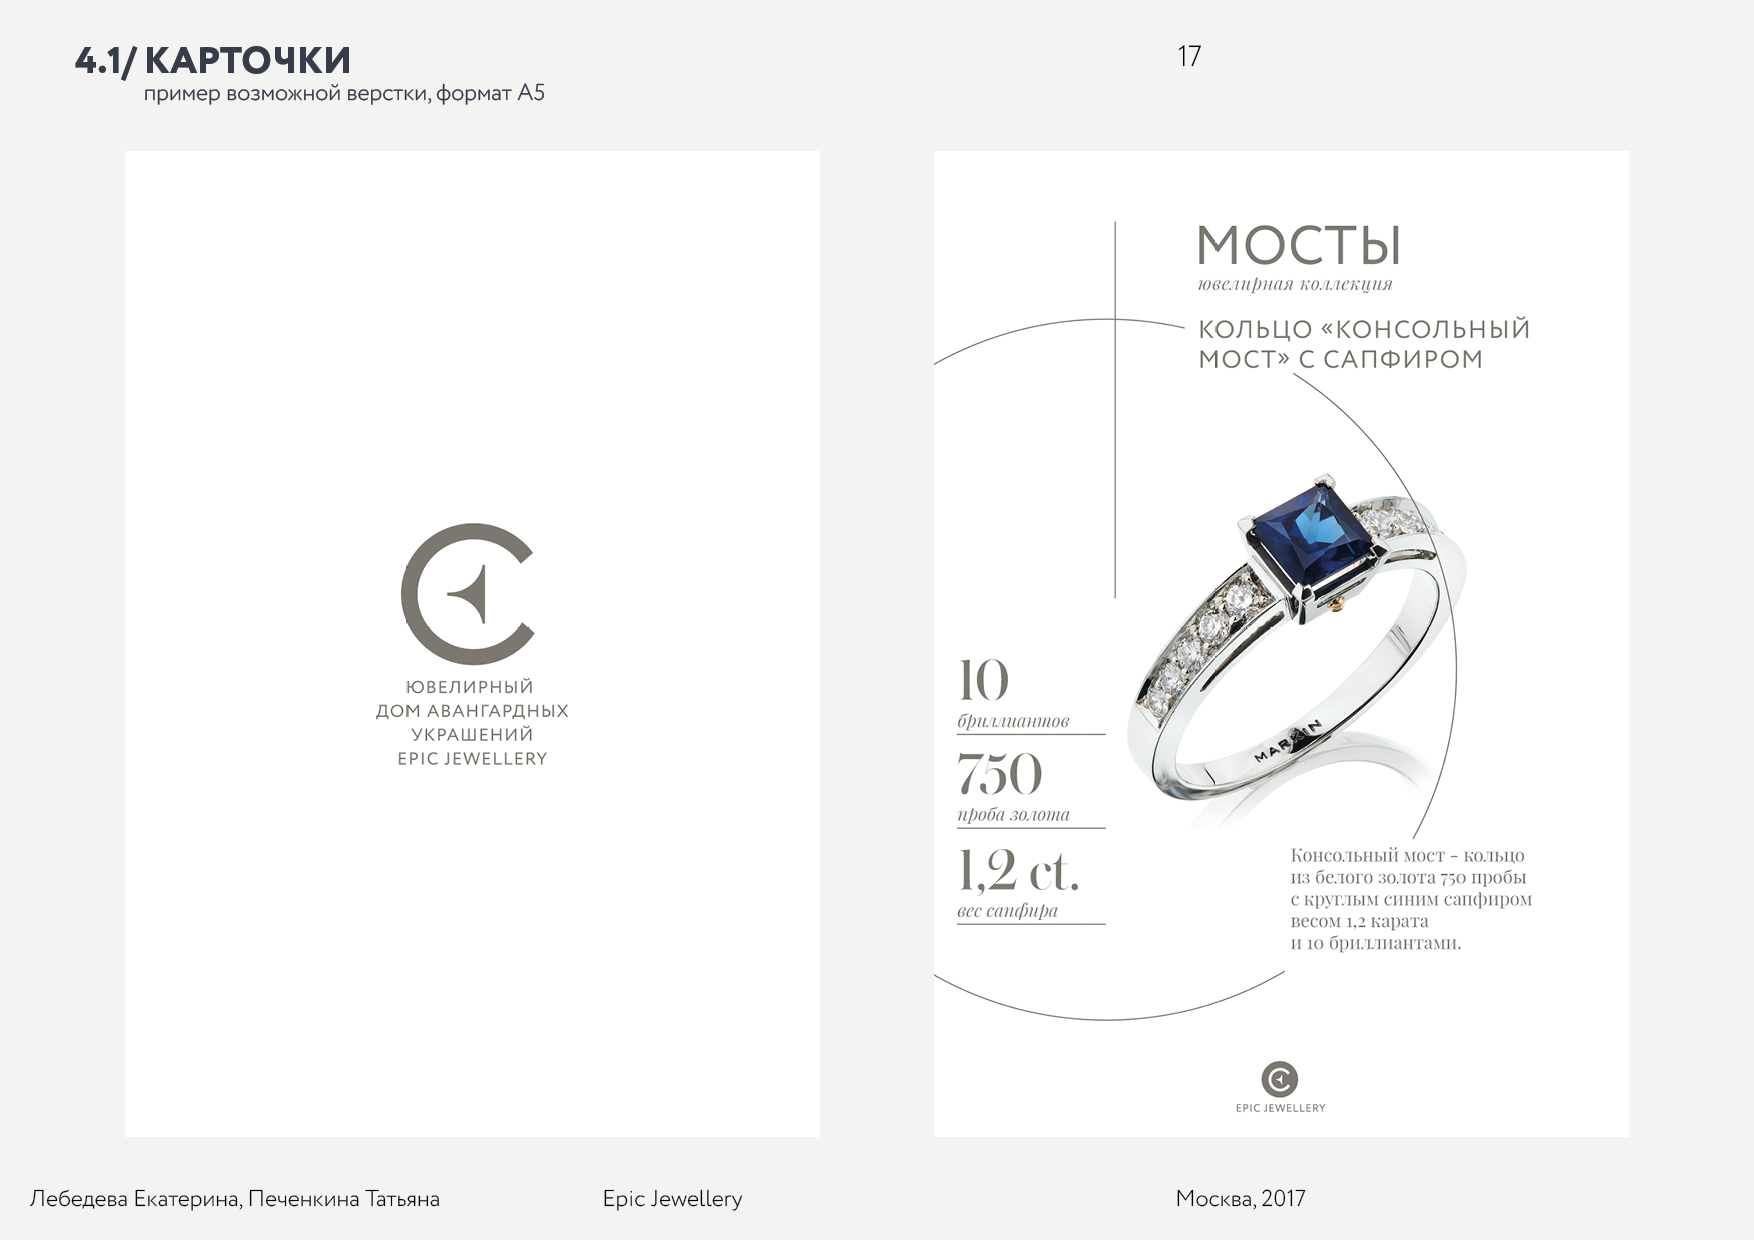 4.1/ КАРТОЧКИ
пример возможной верстки, формат А5
17
ЮВЕЛИРНЫЙ
ДОМ АВАНГАРДНЫХ
УКРАШЕНИЙ
EPIC JEWELLERY
МОСТЫ
ювелирная коллекция
КОЛЬЦО «КОНСОЛЬНЫЙ
МОСТ» С САПФИРОМ
10
бриллиантов
750
проба золота
1,2 ct.
вес сапфира
MARKIN
Консольный мост - кольцо
из белого золота 750 пробы
с круглым синим сапфиром
весом 1,2 карата
и 10 бриллиантами.
EPIC JEWELLERY
Лебедева Екатерина, Печенкина Татьяна
Epic Jewellery
Москва, 2017